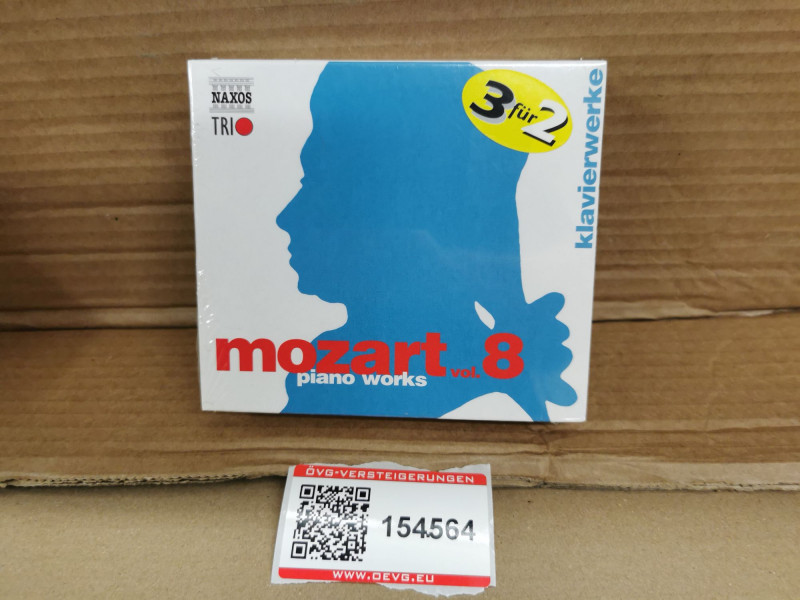 NAXOS
TRIO
3 für 2
klavierwerke
mozart vol. 8
piano works
ÖVG-VERSTEIGERUNGEN
154564
WWW.OEVG.EU